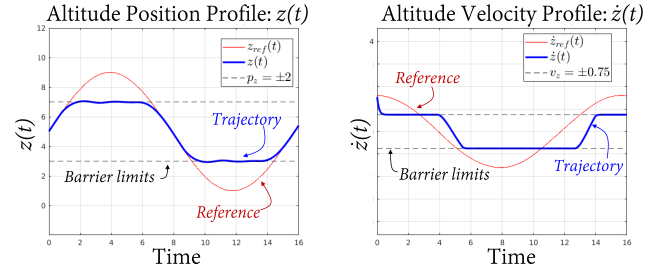 Altitude Position Profile: z(t)
12
10
8
6
4
2
0
z(t)
z_ref(t)
z(t)
p_z = ±2
Trajectory
Barrier limits
Reference
0 2 4 6 8 10 12 14 16
Time
Altitude Velocity Profile: ż(t)
4
ż(t)
ż_ref(t)
ż(t)
v_z = ±0.75
Reference
Barrier limits
Trajectory
0 2 4 6 8 10 12 14 16
Time